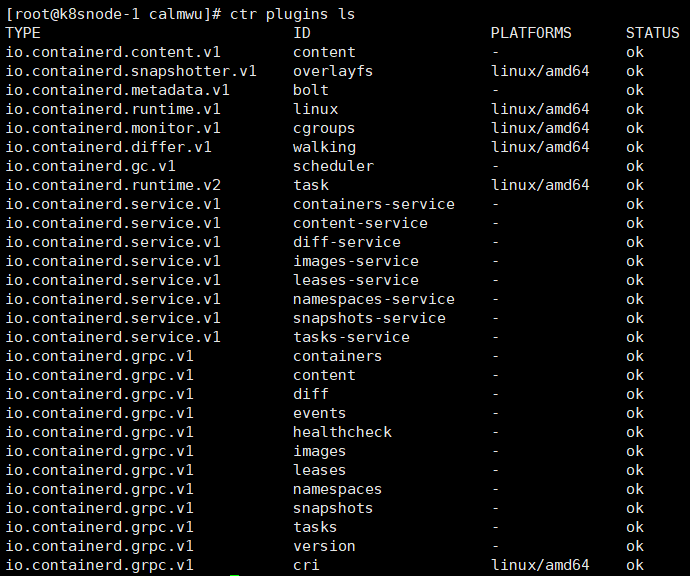 [root@k8snode-1 calmwu]# ctr plugins ls
TYPE ID PLATFORMS STATUS
io.containerd.content.v1 content - ok
io.containerd.snapshotter.v1 overlayfs linux/amd64 ok
io.containerd.metadata.v1 bolt - ok
io.containerd.runtime.v1 linux linux/amd64 ok
io.containerd.monitor.v1 cgroups linux/amd64 ok
io.containerd.differ.v1 walking linux/amd64 ok
io.containerd.gc.v1 scheduler - ok
io.containerd.runtime.v2 task linux/amd64 ok
io.containerd.service.v1 containers-service - ok
io.containerd.service.v1 content-service - ok
io.containerd.service.v1 diff-service - ok
io.containerd.service.v1 images-service - ok
io.containerd.service.v1 leases-service - ok
io.containerd.service.v1 namespaces-service - ok
io.containerd.service.v1 snapshots-service - ok
io.containerd.service.v1 tasks-service - ok
io.containerd.grpc.v1 containers - ok
io.containerd.grpc.v1 content - ok
io.containerd.grpc.v1 diff - ok
io.containerd.grpc.v1 events - ok
io.containerd.grpc.v1 healthcheck - ok
io.containerd.grpc.v1 images - ok
io.containerd.grpc.v1 leases - ok
io.containerd.grpc.v1 namespaces - ok
io.containerd.grpc.v1 snapshots - ok
io.containerd.grpc.v1 tasks - ok
io.containerd.grpc.v1 version - ok
io.containerd.grpc.v1 cri linux/amd64 ok